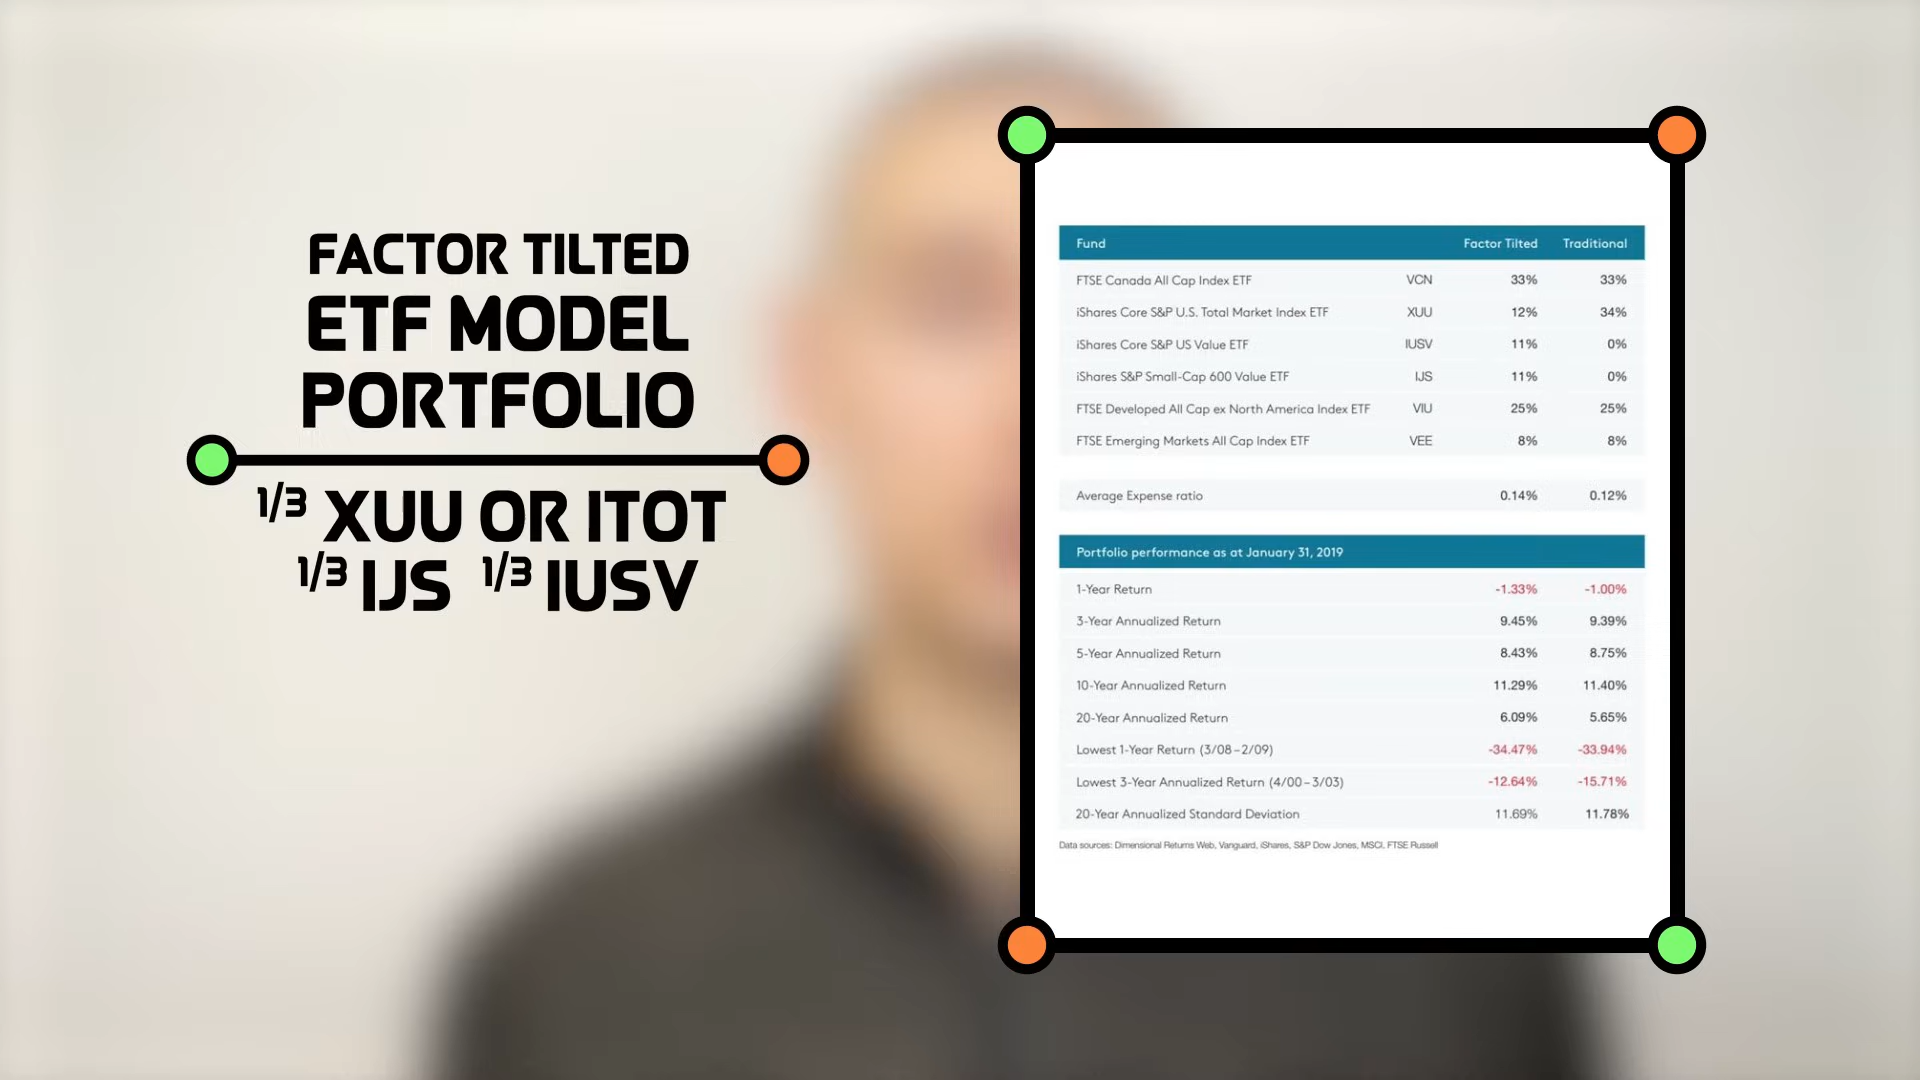 FACTOR TILTED
ETF MODEL
PORTFOLIO
1/3 XUU OR ITOT
1/3 IJS 1/3 IUSV
Fund Factor Tilted Traditional
FTSE Canada All Cap Index ETF VCN 33% 33%
iShares Core S&P U.S. Total Market Index ETF XUU 12% 34%
iShares Core S&P US Value ETF IUSV 11% 0%
iShares S&P Small-Cap 600 Value ETF IJS 11% 0%
FTSE Developed All Cap ex North America Index ETF VIU 25% 25%
FTSE Emerging Markets All Cap Index ETF VEE 8% 8%
Average Expense ratio 0.14% 0.12%
Portfolio performance as at January 31, 2019
1-Year Return -1.33% -1.00%
3-Year Annualized Return 9.45% 9.39%
5-Year Annualized Return 8.43% 8.75%
10-Year Annualized Return 11.29% 11.40%
20-Year Annualized Return 6.09% 5.65%
Lowest 1-Year Return (3/08–2/09) -34.47% -33.94%
Lowest 3-Year Annualized Return (4/00–3/03) -12.64% -15.71%
20-Year Annualized Standard Deviation 11.69% 11.78%
Data sources: Dimensional Returns Web, Vanguard, iShares, S&P Dow Jones, MSCI, FTSE Russell